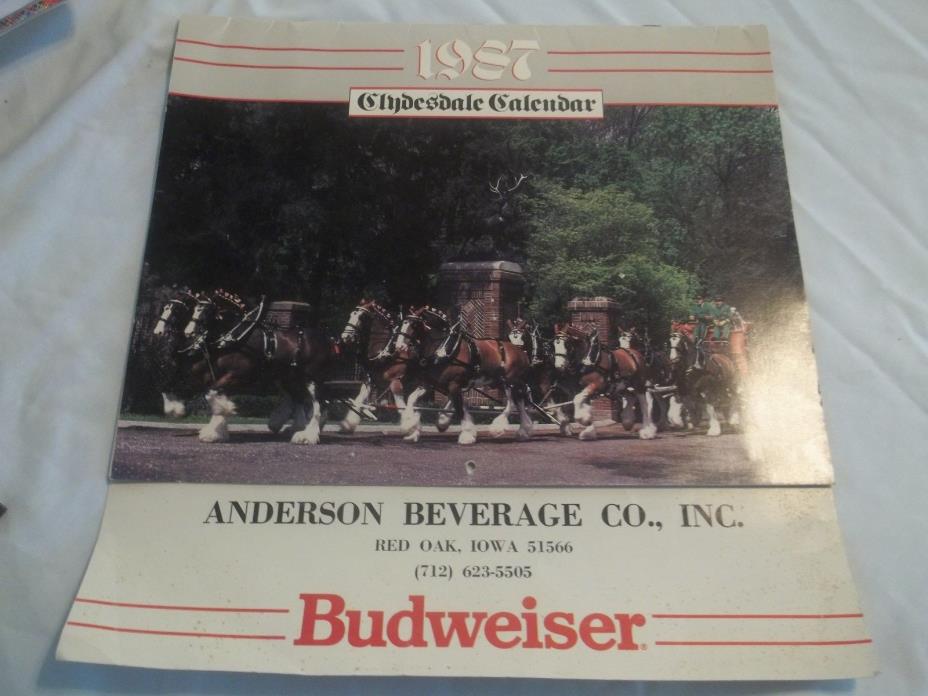 1987
Clydesdale Calendar
ANDERSON BEVERAGE CO., INC.
RED OAK, IOWA 51566
(712) 623-5505
Budweiser®